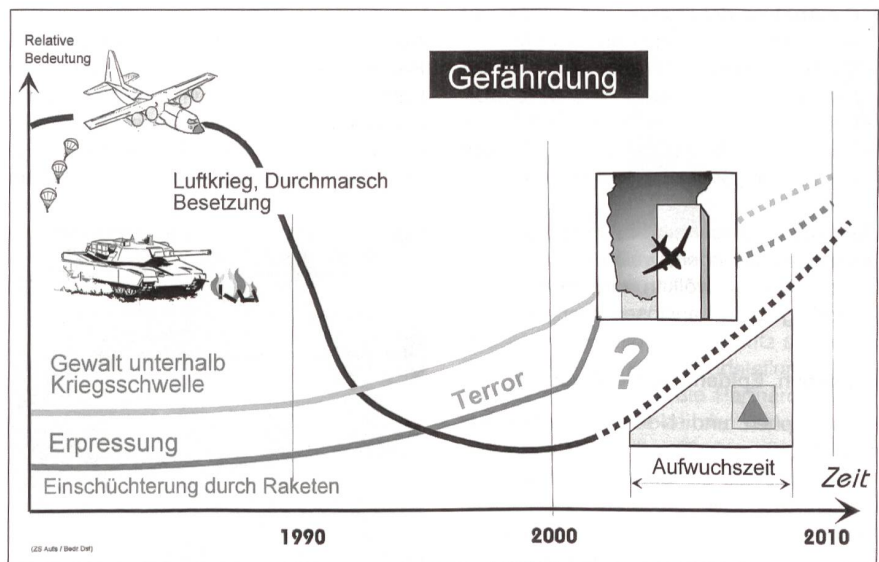 Relative
Bedeutung
Gefährdung
Luftkrieg, Durchmarsch
Besetzung
Gewalt unterhalb
Kriegsschwelle
Terror
?
Erpressung
Einschüchterung durch Raketen
Aufwuchszeit
Zeit
1990
2000
2010